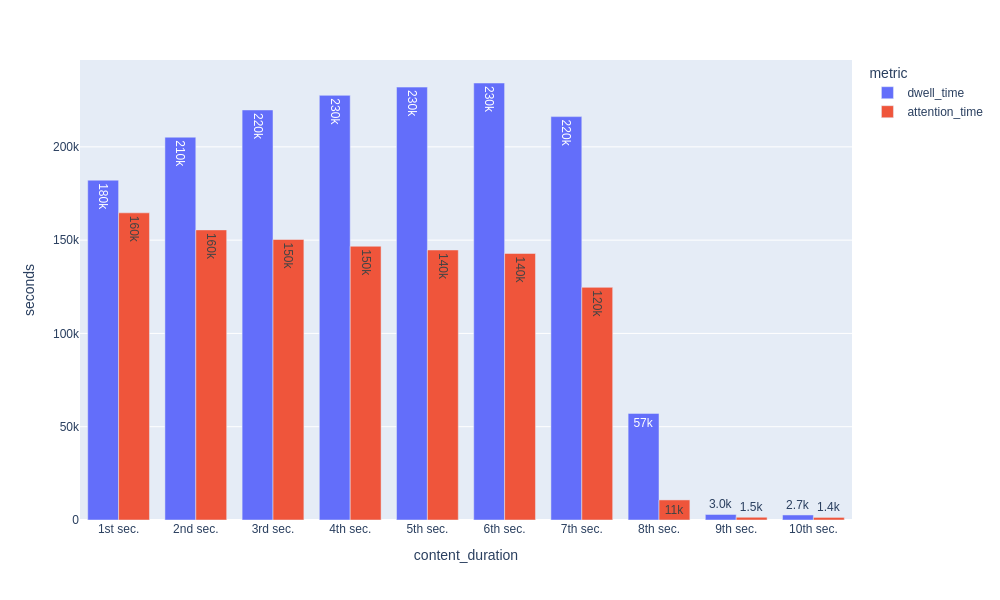 metric
dwell_time
attention_time
seconds
200k
150k
100k
50k
0
180k
160k
210k
160k
220k
150k
230k
150k
230k
140k
230k
140k
220k
120k
57k
11k
3.0k
1.5k
2.7k
1.4k
1st sec.
2nd sec.
3rd sec.
4th sec.
5th sec.
6th sec.
7th sec.
8th sec.
9th sec.
10th sec.
content_duration